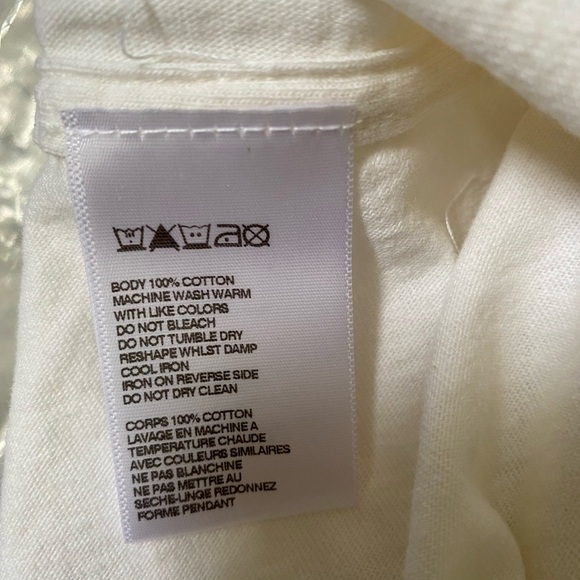 BODY 100% COTTON
MACHINE WASH WARM
WITH LIKE COLORS
DO NOT BLEACH
DO NOT TUMBLE DRY
RESHAPE WHLST DAMP
COOL IRON
IRON ON REVERSE SIDE
DO NOT DRY CLEAN
CORPS 100% COTTON
LAVAGE EN MACHINE A
TEMPERATURE CHAUDE
AVEC COULEURS SIMILAIRES
NE PAS BLANCHINE
NE PAS METTRE AU
SECHE-LINGE REDONNEZ
FORME PENDANT